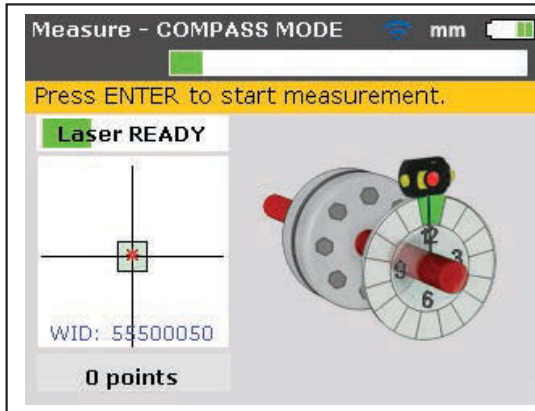 Measure - COMPASS MODE mm
Press ENTER to start measurement.
Laser READY
12
9 3
6
WID: 55500050
0 points